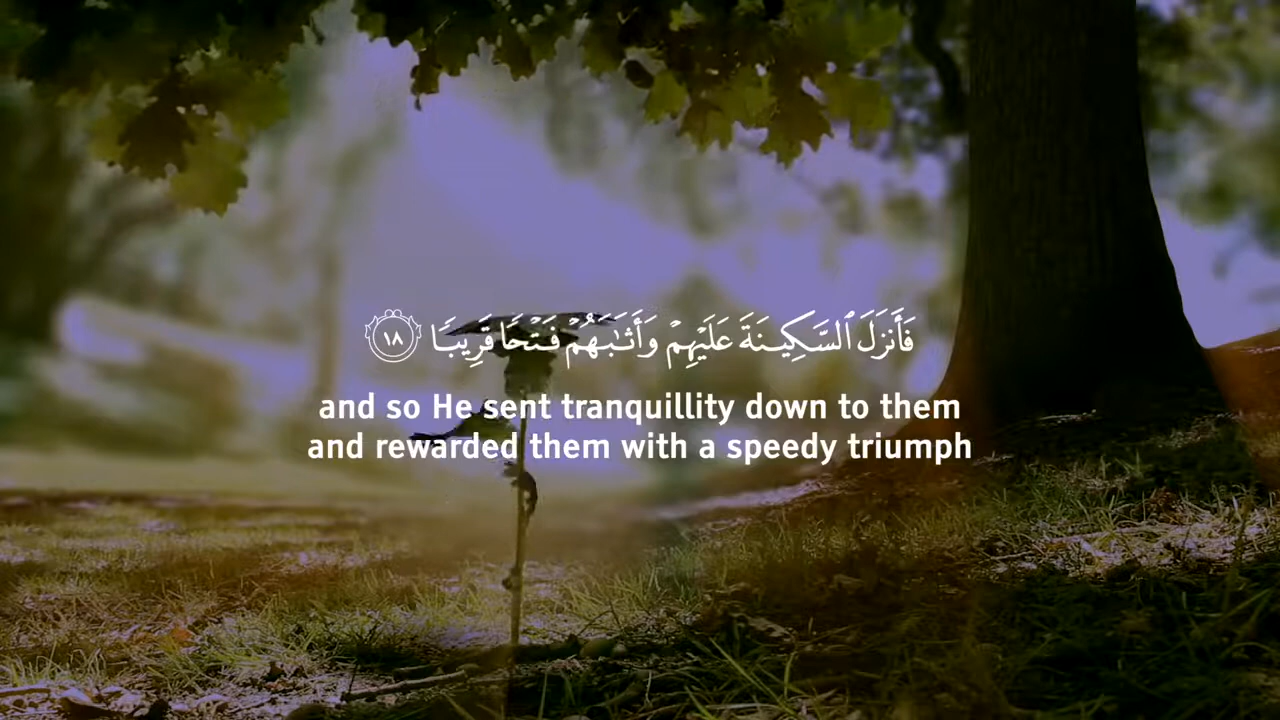 فَأَنزَلَ ٱلسَّكِينَةَ عَلَيْهِمْ وَأَثَـٰبَهُمْ فَتْحًا قَرِيبًا ١٨
and so He sent tranquillity down to them
and rewarded them with a speedy triumph